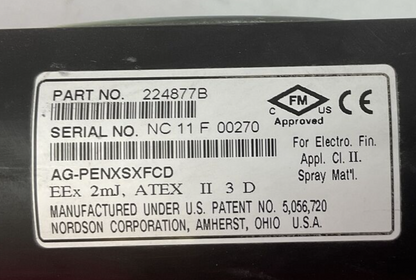 PART NO. 224877B
SERIAL NO. NC 11 F 00270
AG-PENXSXFCD
EEx 2mJ, ATEX II 3 D
MANUFACTURED UNDER U.S. PATENT NO. 5,056,720
NORDSON CORPORATION, AMHERST, OHIO U.S.A.
FM
C US
Approved
CE
For Electro. Fin.
Appl. Cl. II.
Spray Mat'l.